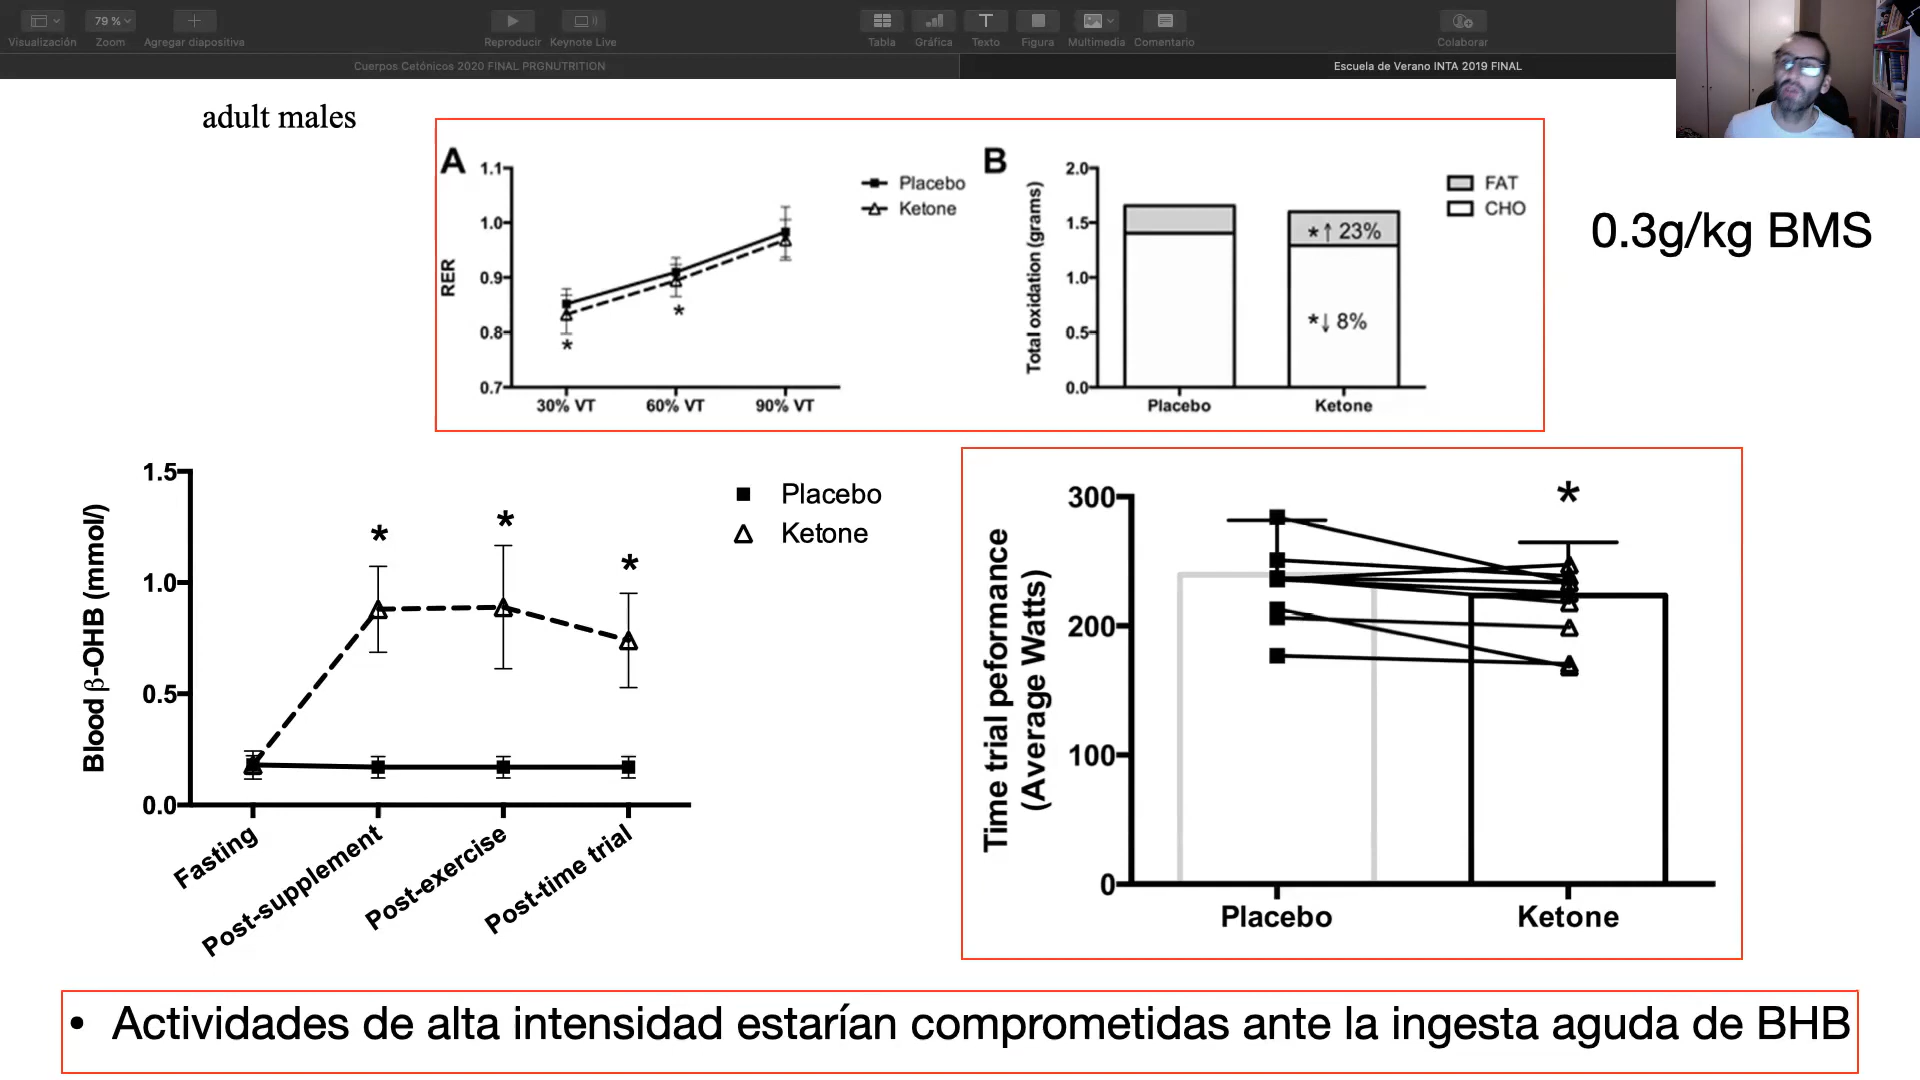 79 %
Visualización
Zoom
Agregar diapositiva
Reproducir
Keynote Live
Tabla
Gráfica
Texto
Figura
Multimedia
Comentario
Colaborar
Cuerpos Cetónicos 2020 FINAL PRGNUTRITION
Escuela de Verano INTA 2019 FINAL
adult males
A
1.1
1.0
0.9
0.8
0.7
RER
30% VT
60% VT
90% VT
Placebo
Ketone
*
*
B
2.0
1.5
1.0
0.5
0.0
Total oxidation (grams)
*↑ 23%
*↓ 8%
Placebo
Ketone
FAT
CHO
0.3g/kg BMS
1.5
1.0
0.5
0.0
Blood β-OHB (mmol/)
*
*
*
Fasting
Post-supplement
Post-exercise
Post-time trial
Placebo
Ketone
300
200
100
0
Time trial peformance
(Average Watts)
*
Placebo
Ketone
• Actividades de alta intensidad estarían comprometidas ante la ingesta aguda de BHB